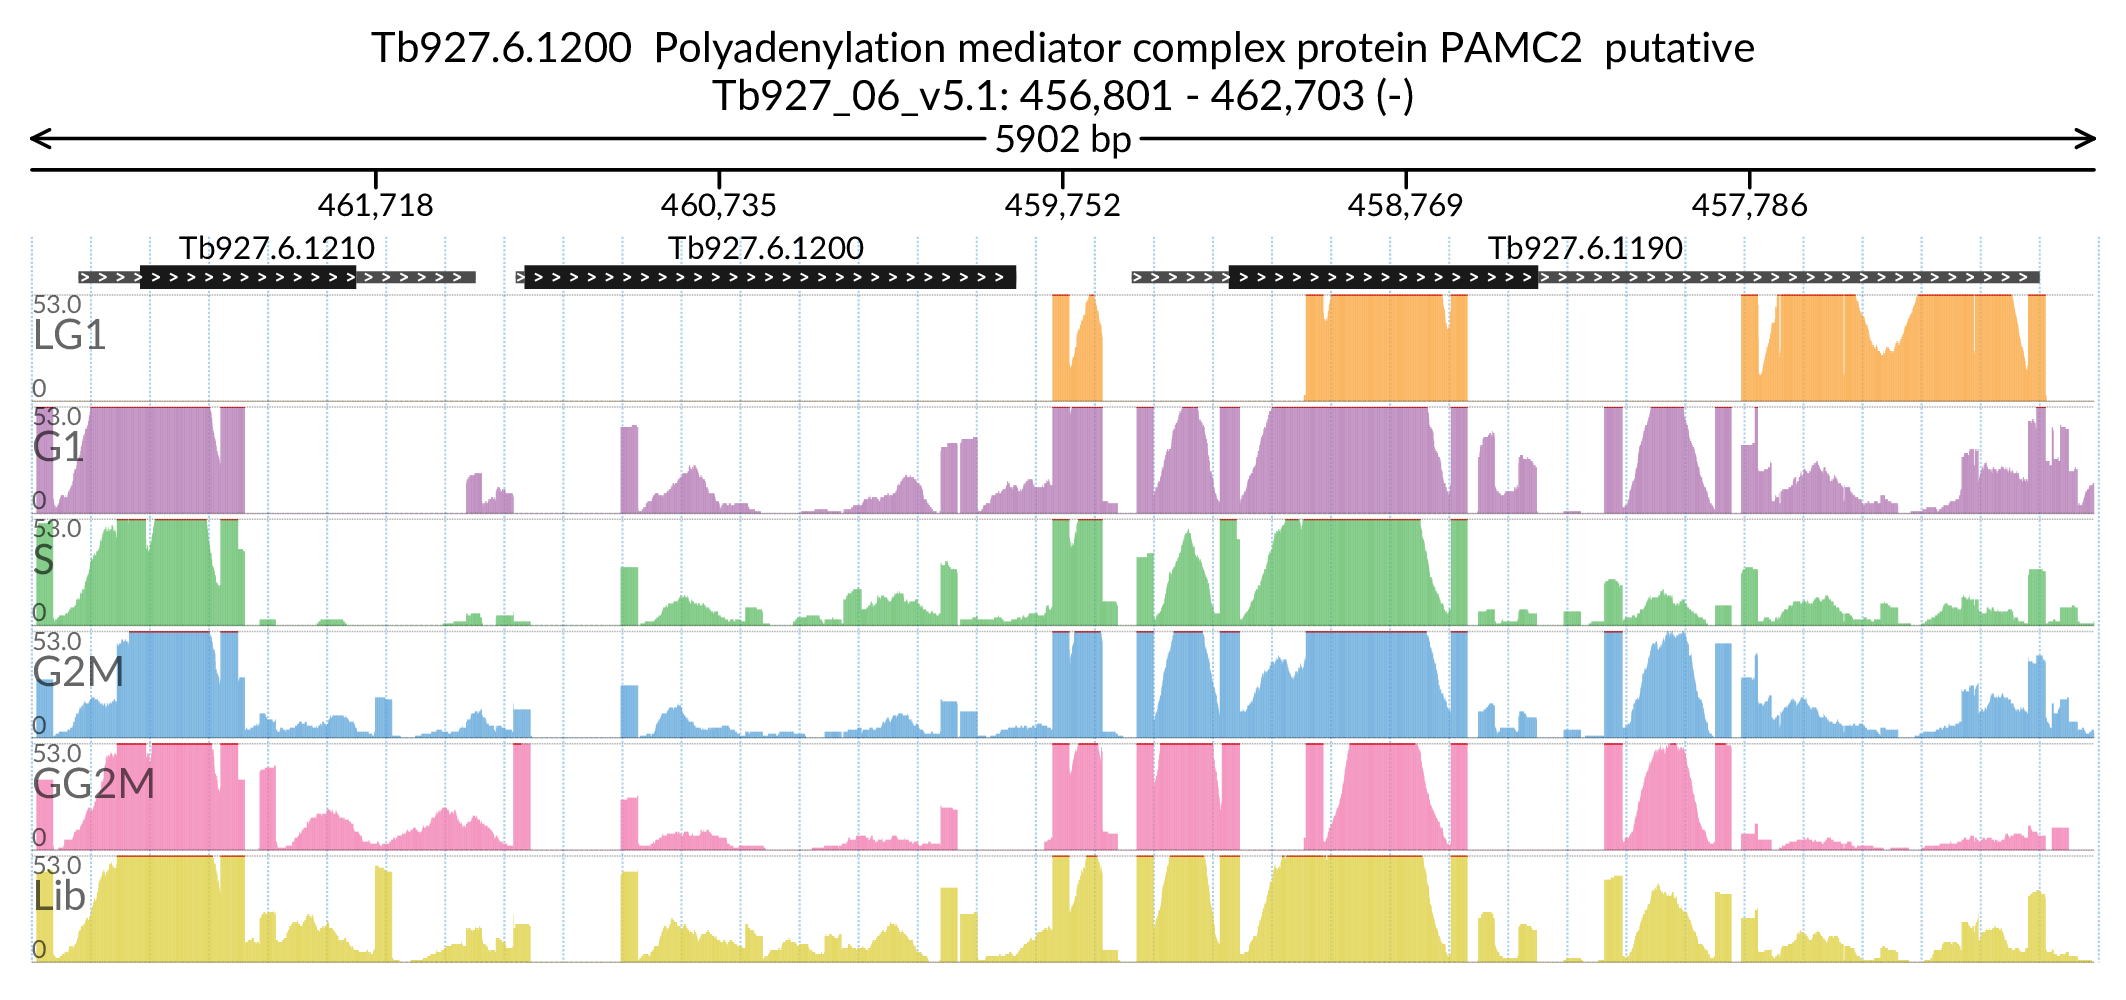 Tb927.6.1200  Polyadenylation mediator complex protein PAMC2  putative
Tb927_06_v5.1: 456,801 - 462,703 (-)
5902 bp
461,718 460,735 459,752 458,769 457,786
Tb927.6.1210 Tb927.6.1200 Tb927.6.1190
53.0
LG1
0
53.0
G1
0
53.0
S
0
53.0
G2M
0
53.0
GG2M
0
53.0
Lib
0